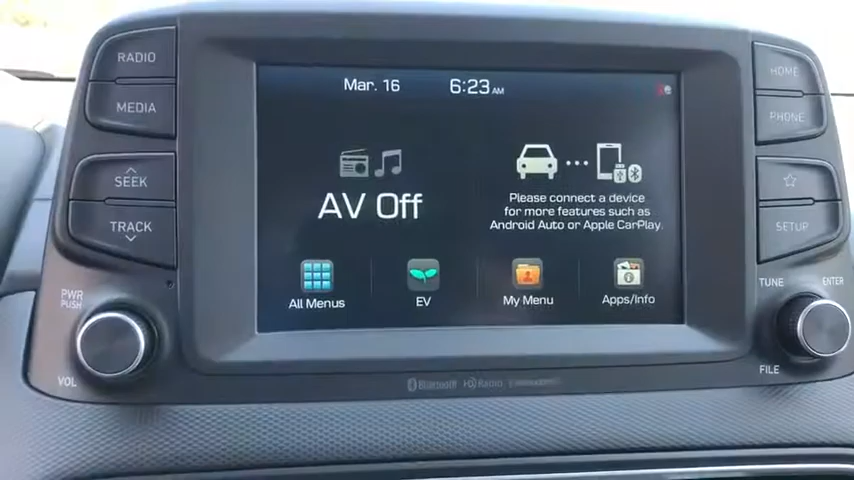 RADIO
MEDIA
SEEK
TRACK
PWR
PUSH
VOL
Mar. 16
6:23 AM
AV Off
Please connect a device
for more features such as
Android Auto or Apple CarPlay.
All Menus
EV
My Menu
Apps/Info
Bluetooth
HD Radio
HOME
PHONE
SETUP
TUNE
ENTER
FILE